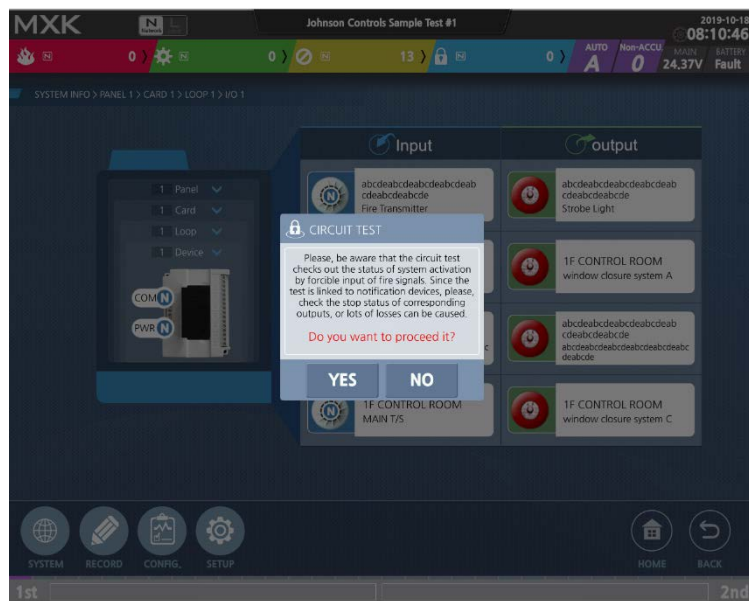 MXK
N
Network
L
Johnson Controls Sample Test #1
2019-10-18
08:10:46
N 0
N 0
N 13
N 0
AUTO
A
Non-ACCU.
0
MAIN
24.37V
BATTERY
Fault
SYSTEM INFO > PANEL 1 > CARD 1 > LOOP 1 > I/O 1
Input
output
1 Panel
1 Card
1 Loop
1 Device
COM N
PWR N
N
abcdeabcdeabcdeabcdeab
cdeabcdeabcde
Fire Transmitter
abcdeabcdeabcdeabcdeab
cdeabcdeabcde
Strobe Light
CIRCUIT TEST
Please, be aware that the circuit test
checks out the status of system activation
by forcible input of fire signals. Since the
test is linked to notification devices, please,
check the stop status of corresponding
outputs, or lots of losses can be caused.
Do you want to proceed it?
YES
NO
1F CONTROL ROOM
window closure system A
abcdeabcdeabcdeabcdeab
cdeabcdeabcde
abcdeabcdeabcdeabcdeabc
deabcde
N
1F CONTROL ROOM
MAIN T/S
1F CONTROL ROOM
window closure system C
SYSTEM
RECORD
CONFIG.
SETUP
HOME
BACK
1st
2nd